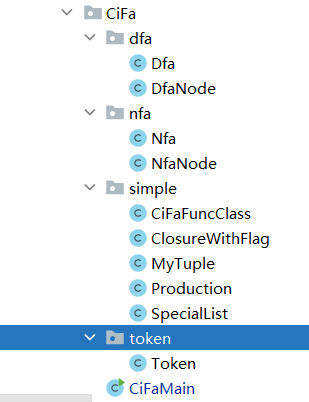 CiFa
dfa
Dfa
DfaNode
nfa
Nfa
NfaNode
simple
CiFaFuncClass
ClosureWithFlag
MyTuple
Production
SpecialList
token
Token
CiFaMain